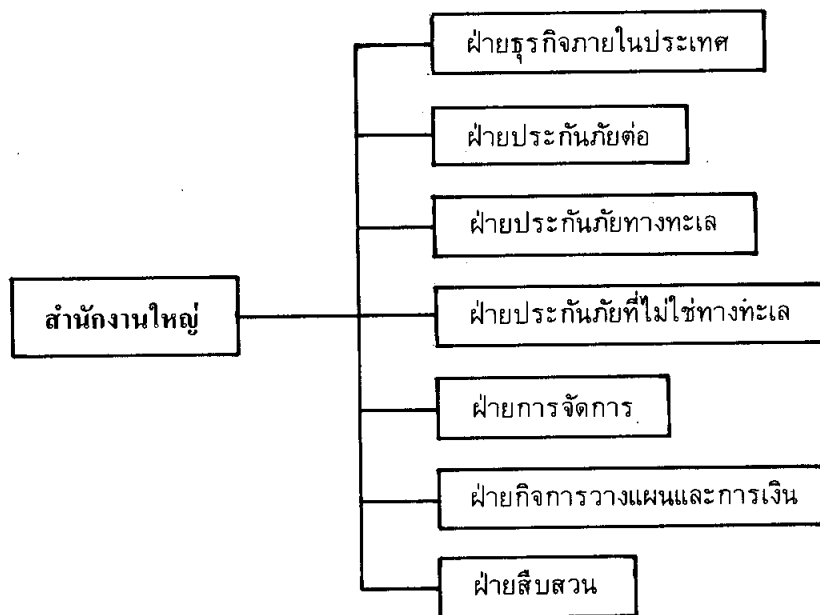 ฝ่ายธุรกิจภายในประเทศ
ฝ่ายประกันภัยต่อ
ฝ่ายประกันภัยทางทะเล
สำนักงานใหญ่
ฝ่ายประกันภัยที่ไม่ใช่ทางทะเล
ฝ่ายการจัดการ
ฝ่ายกิจการวางแผนและการเงิน
ฝ่ายสืบสวน